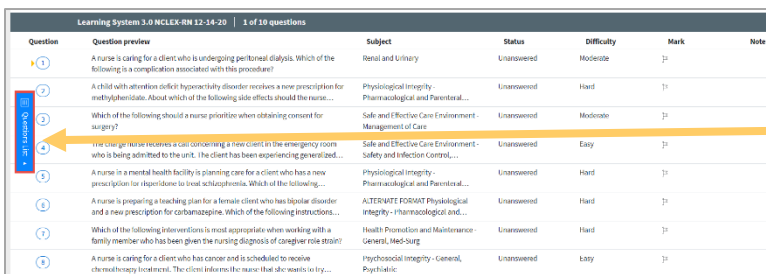 Learning System 3.0 NCLEX-RN 12-14-20 | 1 of 10 questions
Question Question preview Subject Status Difficulty Mark Note
1 A nurse is caring for a client who is undergoing peritoneal dialysis. Which of the Renal and Urinary Unanswered Moderate
following is a complication associated with this procedure?
2 A child with attention deficit hyperactivity disorder receives a new prescription for Physiological Integrity - Unanswered Hard
methylphenidate. About which of the following side effects should the nurse... Pharmacological and Parenteral...
3 Which of the following should a nurse prioritize when obtaining consent for Safe and Effective Care Environment - Unanswered Moderate
surgery? Management of Care
4 The charge nurse receives a call concerning a new client in the emergency room Safe and Effective Care Environment - Unanswered Easy
who is being admitted to the unit. The client has been experiencing generalized... Safety and Infection Control,...
5 A nurse in a mental health facility is planning care for a client who has a new Physiological Integrity - Unanswered Hard
prescription for risperidone to treat schizophrenia. Which of the following... Pharmacological and Parenteral...
6 A nurse is preparing a teaching plan for a female client who has bipolar disorder ALTERNATE FORMAT Physiological Unanswered Hard
and a new prescription for carbamazepine. Which of the following instructions... Integrity - Pharmacological and...
7 Which of the following interventions is most appropriate when working with a Health Promotion and Maintenance - Unanswered Hard
family member who has been given the nursing diagnosis of caregiver role strain? General, Med-Surg
8 A nurse is caring for a client who has cancer and is scheduled to receive Psychosocial Integrity - General, Unanswered Easy
chemotherapy treatment. The client informs the nurse that she wants to try... Psychiatric
Questions List